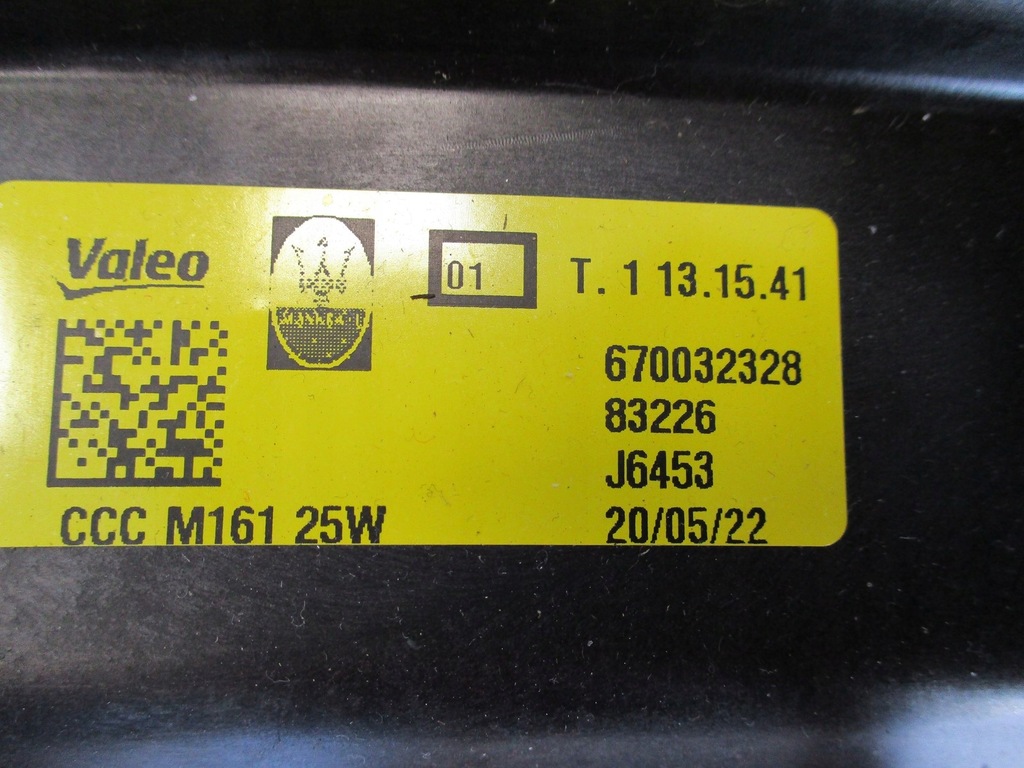 Valeo
01
T. 1 13.15.41
670032328
83226
J6453
CCC M161 25W
20/05/22